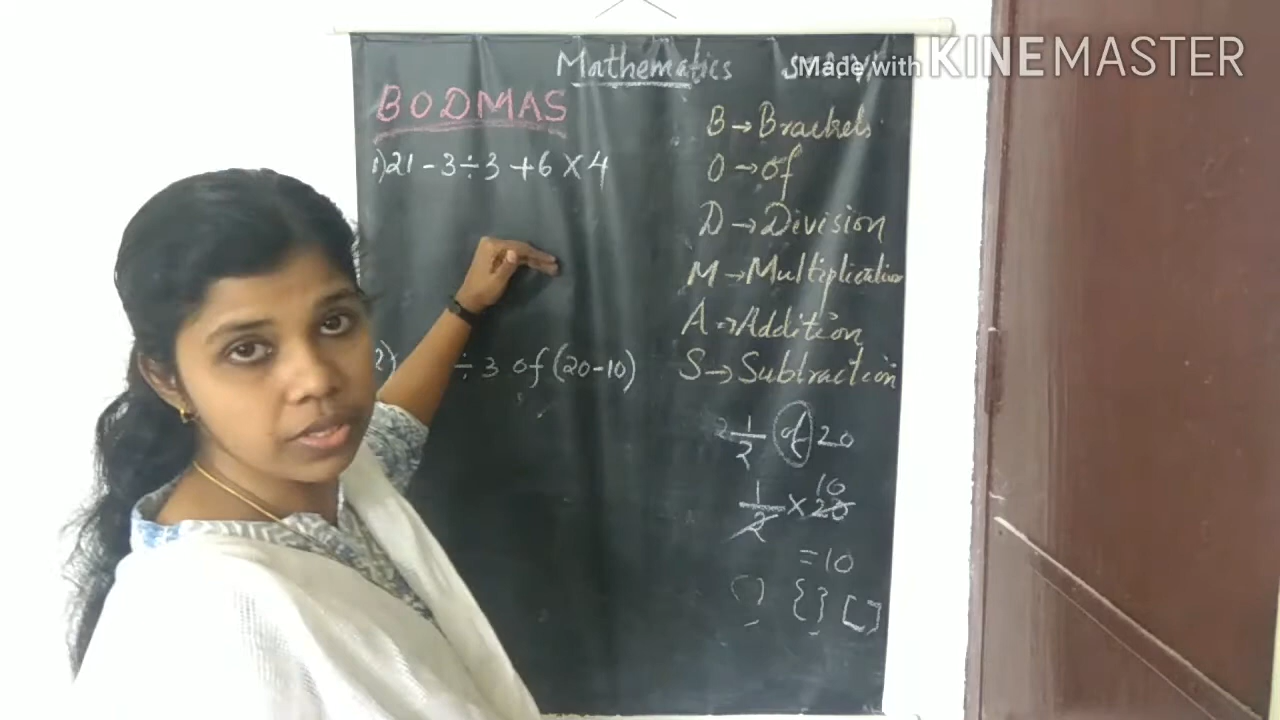 Made with KINEMASTER
Mathematics
BODMAS
1) 21 - 3 ÷ 3 + 6 × 4
2) ÷ 3 of (20-10)
B → Brackets
O → of
D → Division
M → Multiplication
A → Addition
S → Subtraction
1/2 of 20
1/2 × 20 10
= 10
() {} []